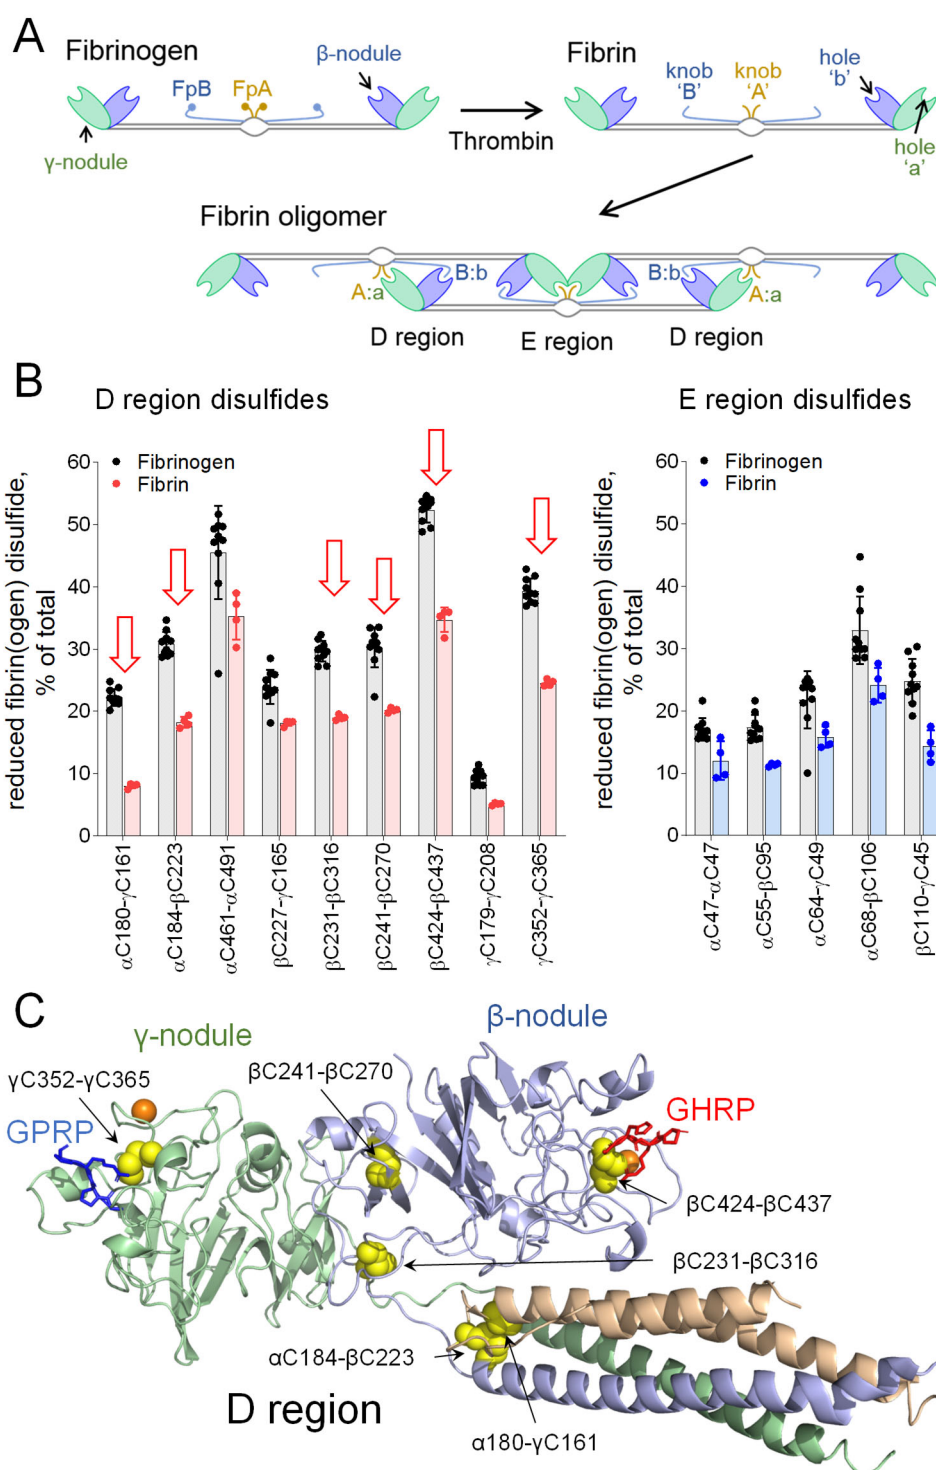 A
Fibrinogen
β-nodule
FpB
FpA
γ-nodule
Thrombin
Fibrin
knob
'B'
knob
'A'
hole
'b'
hole
'a'
Fibrin oligomer
A:a
B:b
B:b
A:a
D region
E region
D region
B
D region disulfides
reduced fibrin(ogen) disulfide,
% of total
60
50
40
30
20
10
0
Fibrinogen
Fibrin
αC180-γC161
αC184-βC223
αC461-αC491
βC227-γC165
βC231-βC316
βC241-βC270
βC424-βC437
γC179-γC208
γC352-γC365
E region disulfides
reduced fibrin(ogen) disulfide,
% of total
60
50
40
30
20
10
0
Fibrinogen
Fibrin
αC47-αC47
αC55-βC95
αC64-γC49
αC68-βC106
βC110-γC45
C
γ-nodule
β-nodule
γC352-γC365
βC241-βC270
GPRP
GHRP
βC424-βC437
βC231-βC316
αC184-βC223
D region
α180-γC161